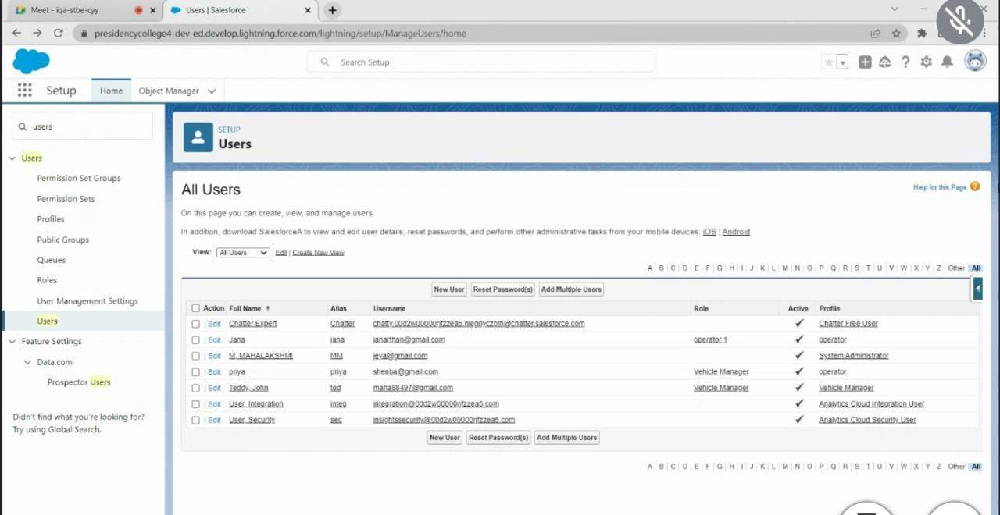 Meet - iqa-stbe-cyy
Users | Salesforce
presidencycollege4-dev-ed.develop.lightning.force.com/lightning/setup/ManageUsers/home
Search Setup
Setup Home Object Manager
users
Users
Permission Set Groups
Permission Sets
Profiles
Public Groups
Queues
Roles
User Management Settings
Users
Feature Settings
Data.com
Prospector Users
Didn't find what you're looking for?
Try using Global Search.
SETUP
Users
All Users
Help for this Page ?
On this page you can create, view, and manage users.
In addition, download SalesforceA to view and edit user details, reset passwords, and perform other administrative tasks from your mobile devices: iOS | Android
View: All Users Edit | Create New View
A | B | C | D | E | F | G | H | I | J | K | L | M | N | O | P | Q | R | S | T | U | V | W | X | Y | Z | Other | All
New User Reset Password(s) Add Multiple Users
Action Full Name ↑ Alias Username Role Active Profile
| Edit Chatter Expert Chatter @chatter.salesforce.com ✓ Chatter Free User
| Edit Jana jana janarthan@gmail.com operator 1 ✓ operator
| Edit M, MAHALAKSHMI MM jeya@gmail.com ✓ System Administrator
| Edit priya priya shenba@gmail.com Vehicle Manager ✓ operator
| Edit Teddy, John ted maha88497@gmail.com Vehicle Manager ✓ Vehicle Manager
| Edit User, Integration integ integration@00d2w00000rjfzzea5.com ✓ Analytics Cloud Integration User
| Edit User, Security sec insightssecurity@00d2w00000rjfzzea5.com ✓ Analytics Cloud Security User
New User Reset Password(s) Add Multiple Users
A | B | C | D | E | F | G | H | I | J | K | L | M | N | O | P | Q | R | S | T | U | V | W | X | Y | Z | Other | All